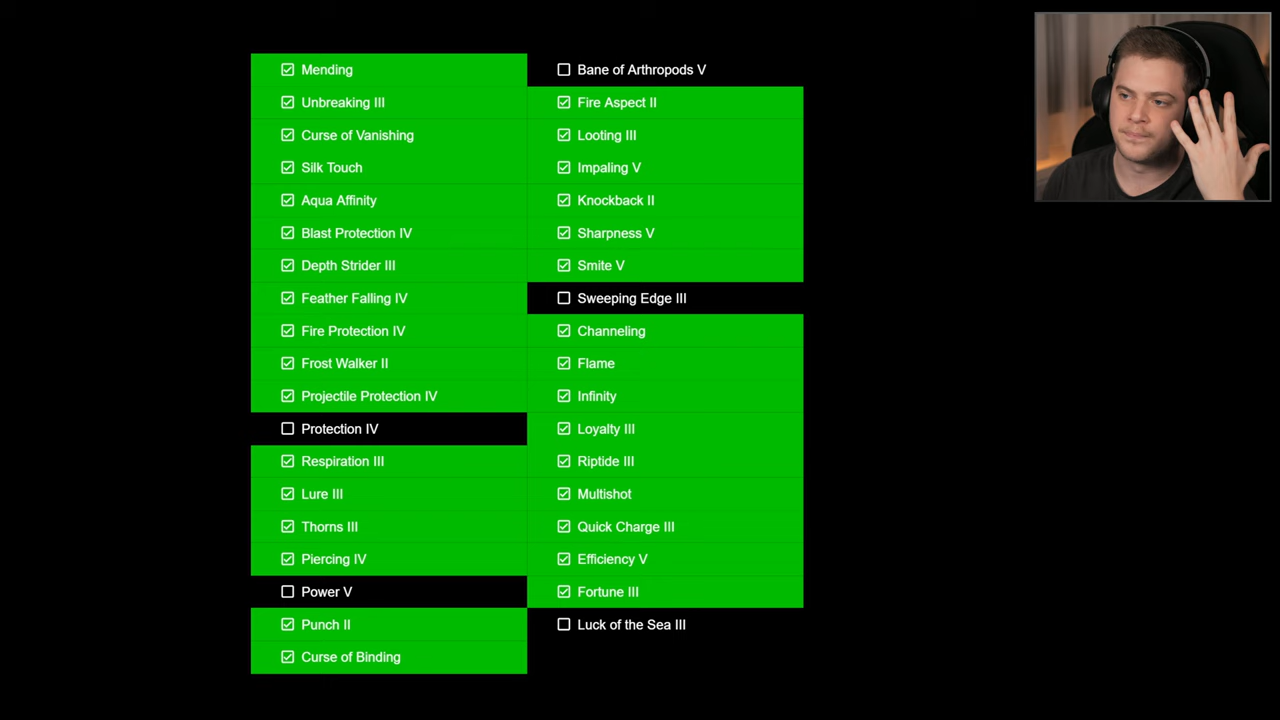 Mending
Unbreaking III
Curse of Vanishing
Silk Touch
Aqua Affinity
Blast Protection IV
Depth Strider III
Feather Falling IV
Fire Protection IV
Frost Walker II
Projectile Protection IV
Protection IV
Respiration III
Lure III
Thorns III
Piercing IV
Power V
Punch II
Curse of Binding
Bane of Arthropods V
Fire Aspect II
Looting III
Impaling V
Knockback II
Sharpness V
Smite V
Sweeping Edge III
Channeling
Flame
Infinity
Loyalty III
Riptide III
Multishot
Quick Charge III
Efficiency V
Fortune III
Luck of the Sea III